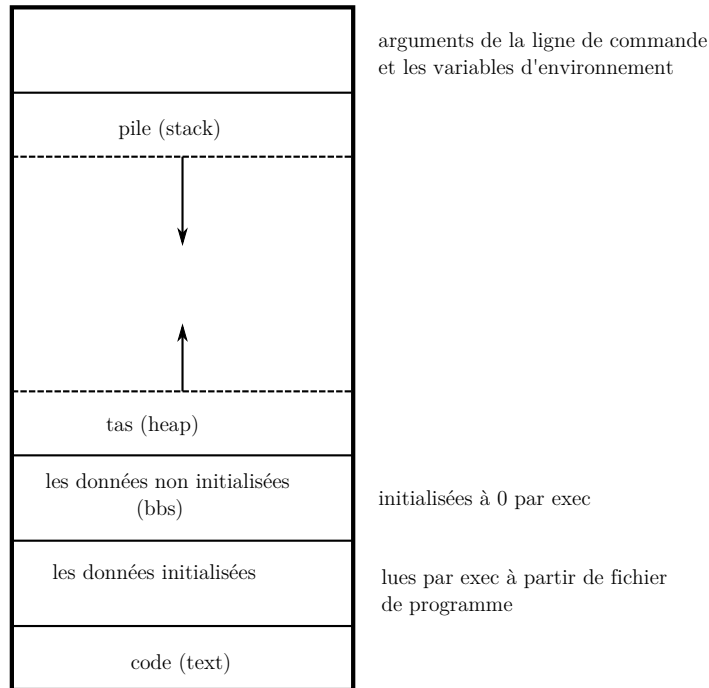 arguments de la ligne de commande
et les variables d'environnement
pile (stack)
tas (heap)
les données non initialisées
(bbs)
initialisées à 0 par exec
les données initialisées
lues par exec à partir de fichier
de programme
code (text)